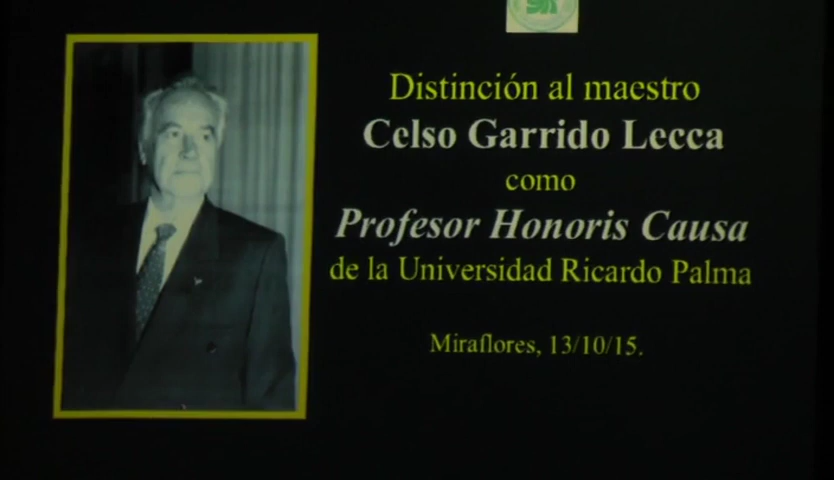 Distinción al maestro
Celso Garrido Lecca
como
Profesor Honoris Causa
de la Universidad Ricardo Palma
Miraflores, 13/10/15.